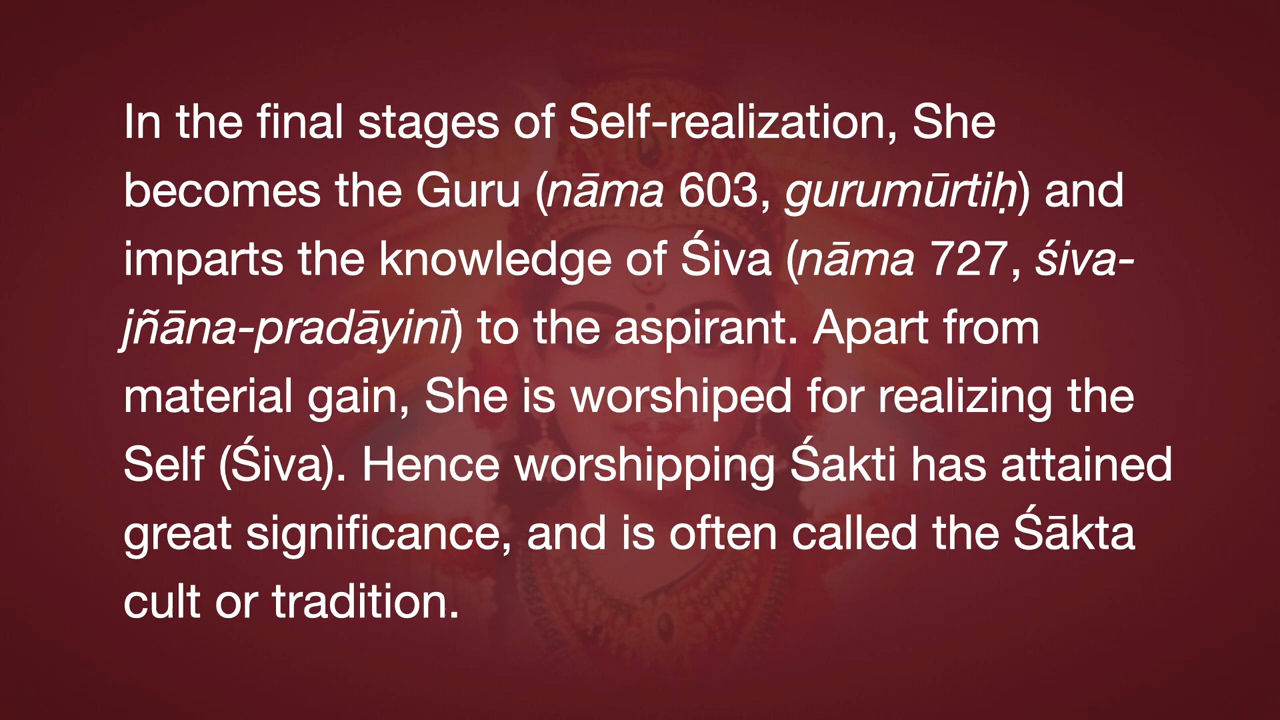 In the final stages of Self-realization, She
becomes the Guru (nāma 603, gurumūrtiḥ) and
imparts the knowledge of Śiva (nāma 727, śiva-
jñāna-pradāyinī) to the aspirant. Apart from
material gain, She is worshiped for realizing the
Self (Śiva). Hence worshipping Śakti has attained
great significance, and is often called the Śākta
cult or tradition.